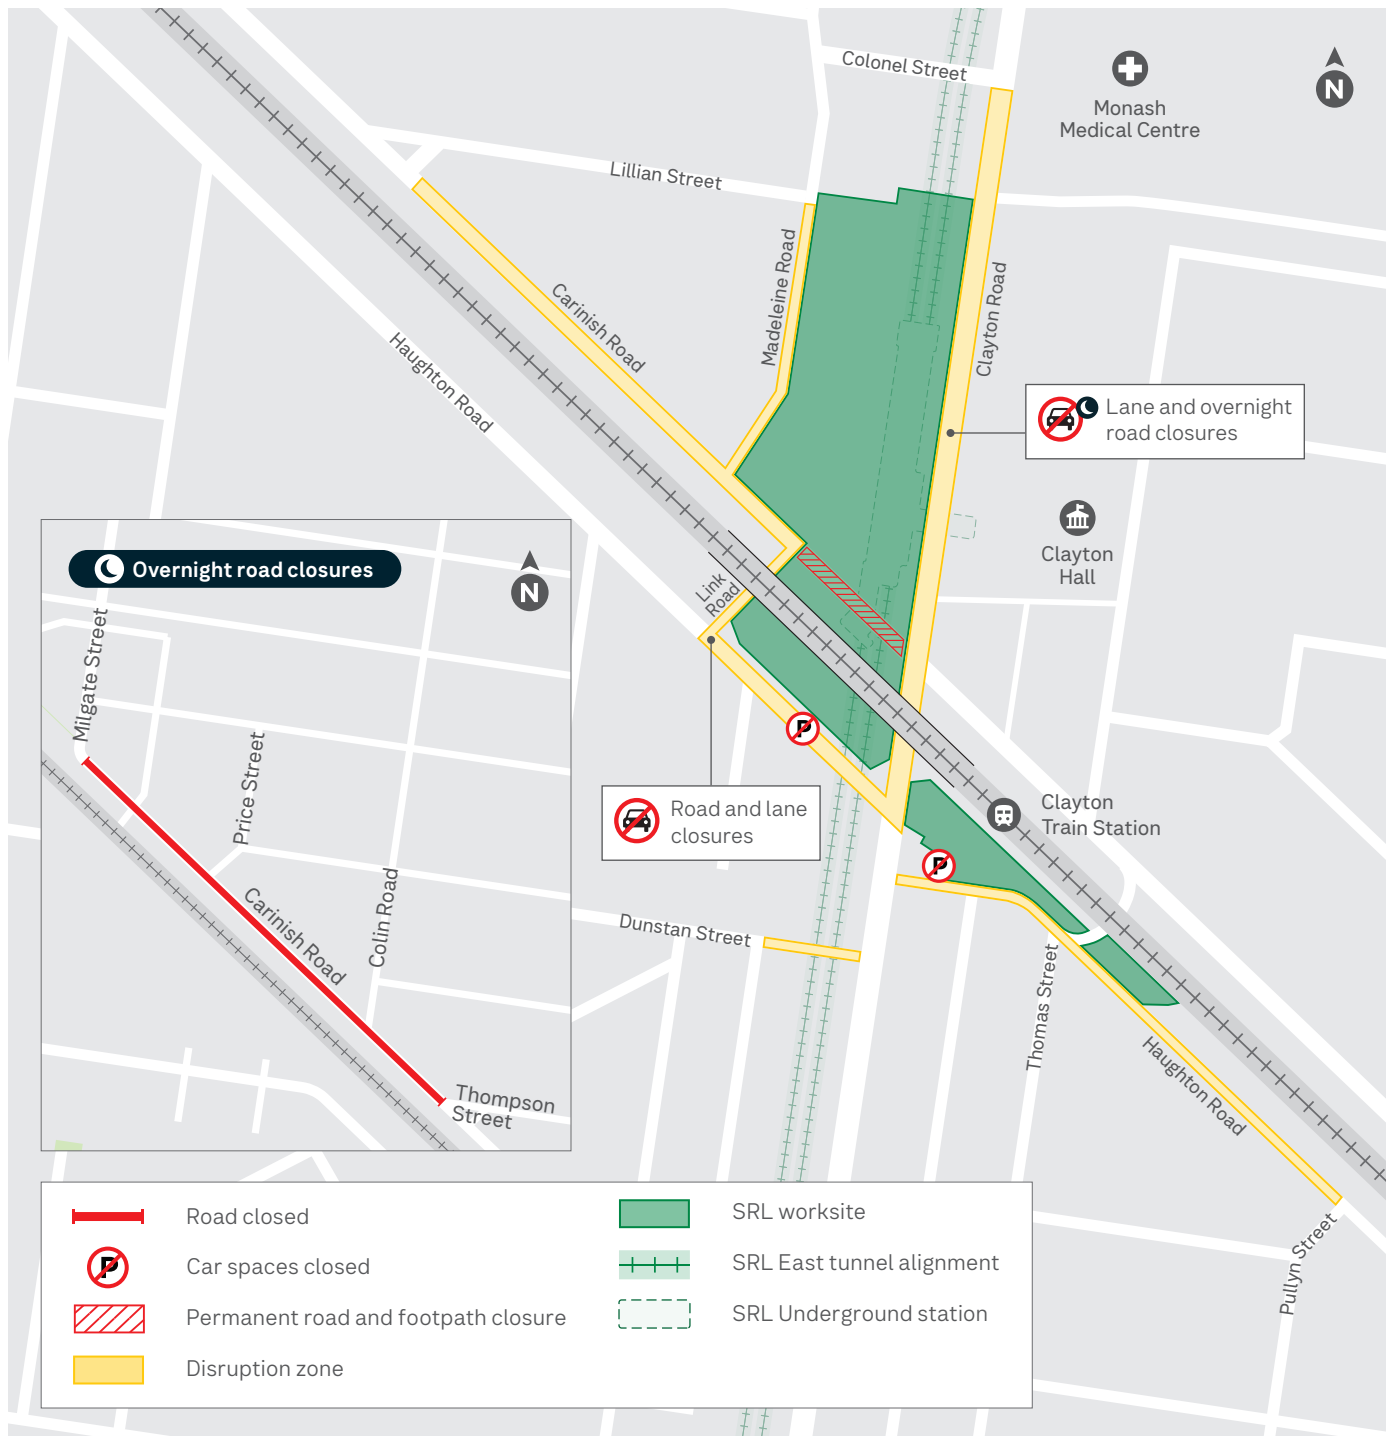 Colonel Street
Monash
Medical Centre
N
Lillian Street
Madeleine Road
Clayton Road
Carinish Road
Haughton Road
Lane and overnight
road closures
Clayton
Hall
Link
Road
P
Road and lane
closures
Clayton
Train Station
P
Dunstan Street
Thomas Street
Haughton Road
Pullyn Street
Overnight road closures
N
Milgate Street
Price Street
Carinish Road
Colin Road
Thompson
Street
Road closed
P
Car spaces closed
Permanent road and footpath closure
Disruption zone
SRL worksite
SRL East tunnel alignment
SRL Underground station